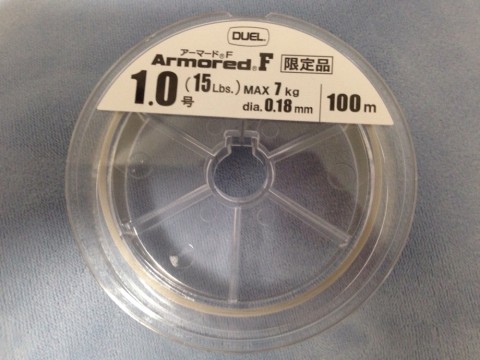 DUEL.
アーマード®F
Armored®F 限定品
1.0号 (15Lbs.) MAX 7kg
dia. 0.18mm 100m